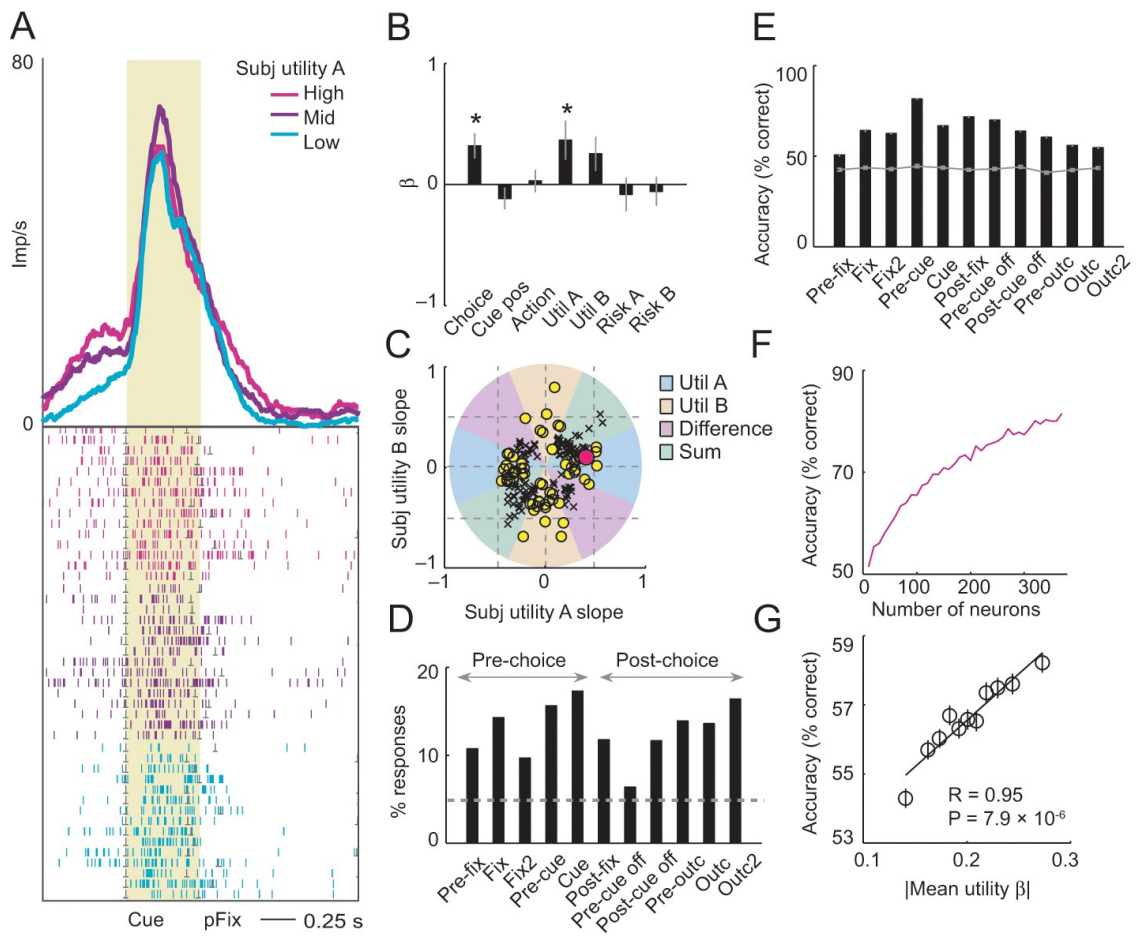 A
80
Subj utility A
High
Mid
Low
Imp/s
0
Cue
pFix
0.25 s
B
1
*
*
β
0
−1
Choice
Cue pos
Action
Util A
Util B
Risk A
Risk B
C
1
Subj utility B slope
0
−1
−1
0
1
Subj utility A slope
Util A
Util B
Difference
Sum
D
20
Pre-choice
Post-choice
% responses
10
0
Pre-fix
Fix
Fix2
Pre-cue
Cue
Post-fix
Pre-cue off
Post-cue off
Pre-outc
Outc
Outc2
E
100
Accuracy (% correct)
50
0
Pre-fix
Fix
Fix2
Pre-cue
Cue
Post-fix
Pre-cue off
Post-cue off
Pre-outc
Outc
Outc2
F
90
Accuracy (% correct)
70
50
0
100
200
300
Number of neurons
G
59
Accuracy (% correct)
57
55
53
R = 0.95
P = 7.9 × 10-6
0.1
0.2
0.3
|Mean utility β|